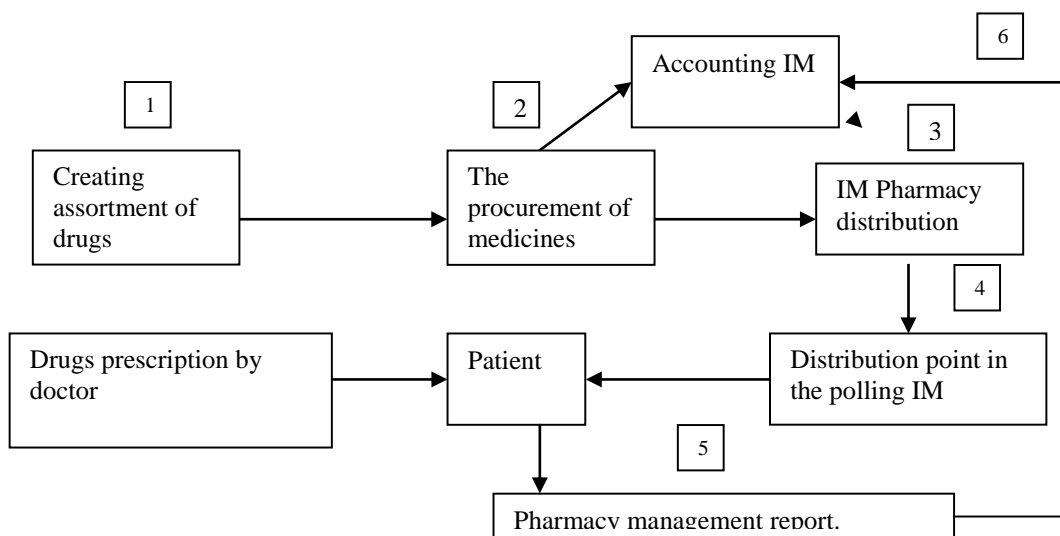 6
Accounting IM
1
2
3
Creating
assortment of
drugs
The
procurement of
medicines
IM Pharmacy
distribution
4
Drugs prescription by
doctor
Patient
Distribution point in
the polling IM
5
Pharmacy management report.